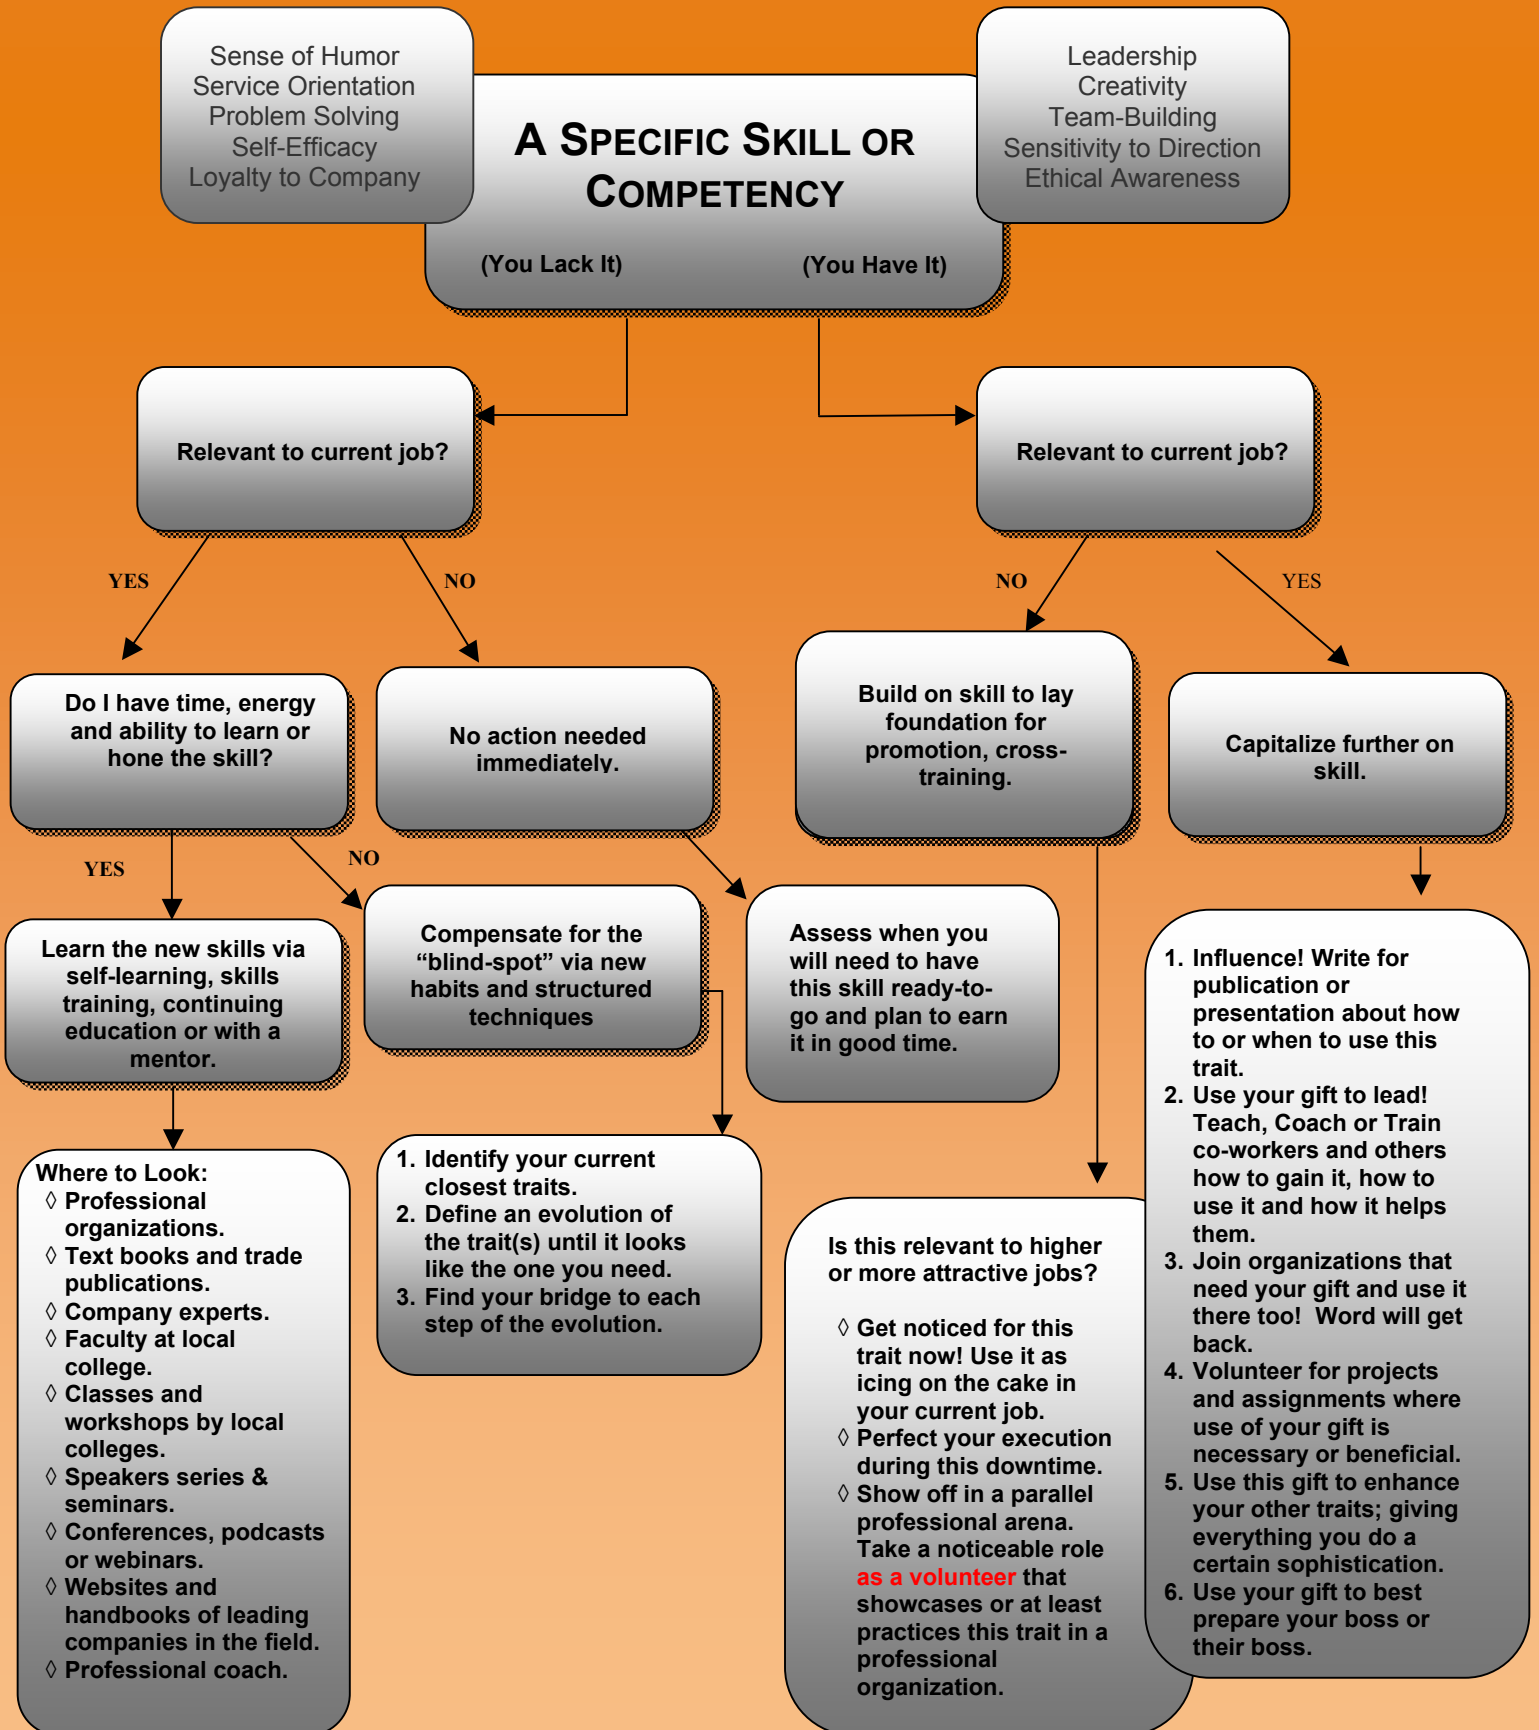 Sense of Humor
Service Orientation
Problem Solving
Self-Efficacy
Loyalty to Company
Leadership
Creativity
Team-Building
Sensitivity to Direction
Ethical Awareness
A SPECIFIC SKILL OR
COMPETENCY
(You Lack It)
(You Have It)
Relevant to current job?
Relevant to current job?
YES
NO
NO
YES
Do I have time, energy
and ability to learn or
hone the skill?
No action needed
immediately.
Build on skill to lay
foundation for
promotion, cross-
training.
Capitalize further on
skill.
YES
NO
Learn the new skills via
self-learning, skills
training, continuing
education or with a
mentor.
Compensate for the
“blind-spot” via new
habits and structured
techniques
Assess when you
will need to have
this skill ready-to-
go and plan to earn
it in good time.
Where to Look:
◊ Professional
organizations.
◊ Text books and trade
publications.
◊ Company experts.
◊ Faculty at local
college.
◊ Classes and
workshops by local
colleges.
◊ Speakers series &
seminars.
◊ Conferences, podcasts
or webinars.
◊ Websites and
handbooks of leading
companies in the field.
◊ Professional coach.
1. Identify your current
closest traits.
2. Define an evolution of
the trait(s) until it looks
like the one you need.
3. Find your bridge to each
step of the evolution.
Is this relevant to higher
or more attractive jobs?
◊ Get noticed for this
trait now! Use it as
icing on the cake in
your current job.
◊ Perfect your execution
during this downtime.
◊ Show off in a parallel
professional arena.
Take a noticeable role
as a volunteer that
showcases or at least
practices this trait in a
professional
organization.
1. Influence! Write for
publication or
presentation about how
to or when to use this
trait.
2. Use your gift to lead!
Teach, Coach or Train
co-workers and others
how to gain it, how to
use it and how it helps
them.
3. Join organizations that
need your gift and use it
there too!  Word will get
back.
4. Volunteer for projects
and assignments where
use of your gift is
necessary or beneficial.
5. Use this gift to enhance
your other traits; giving
everything you do a
certain sophistication.
6. Use your gift to best
prepare your boss or
their boss.